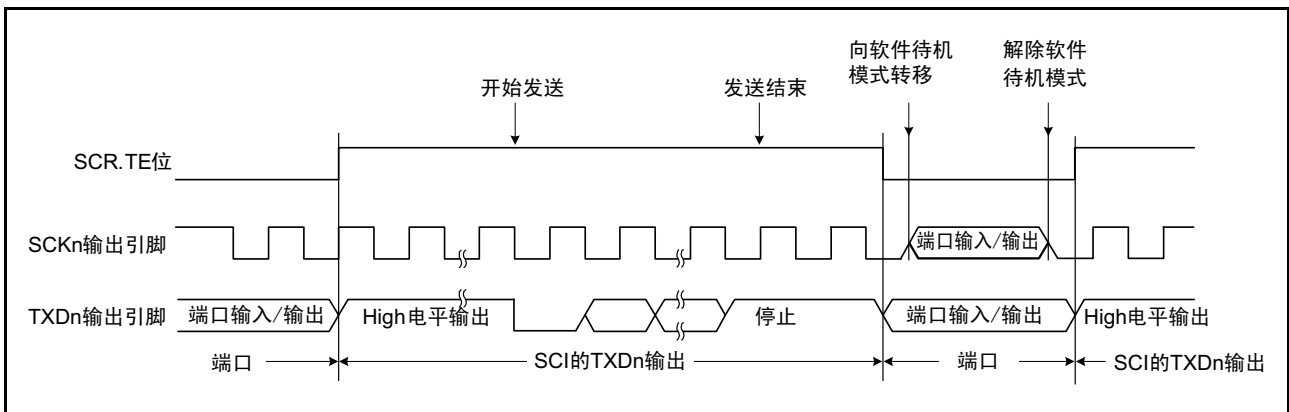 向软件待机
模式转移
解除软件
待机模式
开始发送
发送结束
SCR.TE位
SCKn输出引脚
端口输入/输出
TXDn输出引脚
端口输入/输出
High电平输出
停止
端口输入/输出
High电平输出
端口
SCI的TXDn输出
端口
SCI的TXDn输出